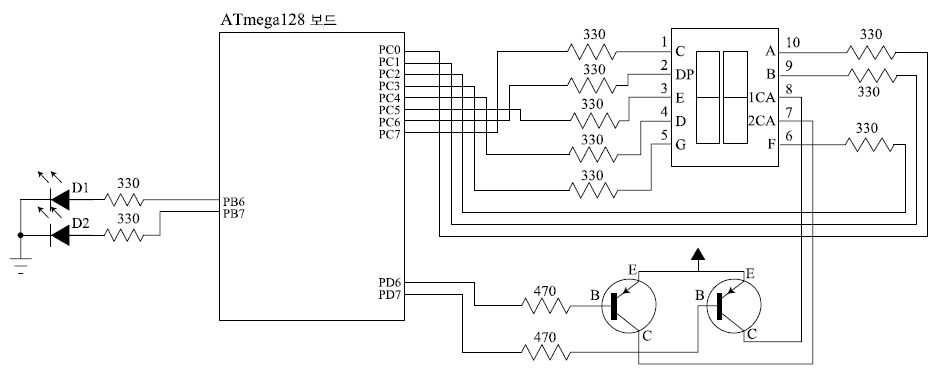 ATmega128 보드
PC0
PC1
PC2
PC3
PC4
PC5
PC6
PC7
330
330
330
330
330
1
2
3
4
5
C
DP
E
D
G
A
B
1CA
2CA
F
10
9
8
7
6
330
330
330
D1
330
D2
330
PB6
PB7
PD6
PD7
470
470
B
E
C
B
E
C